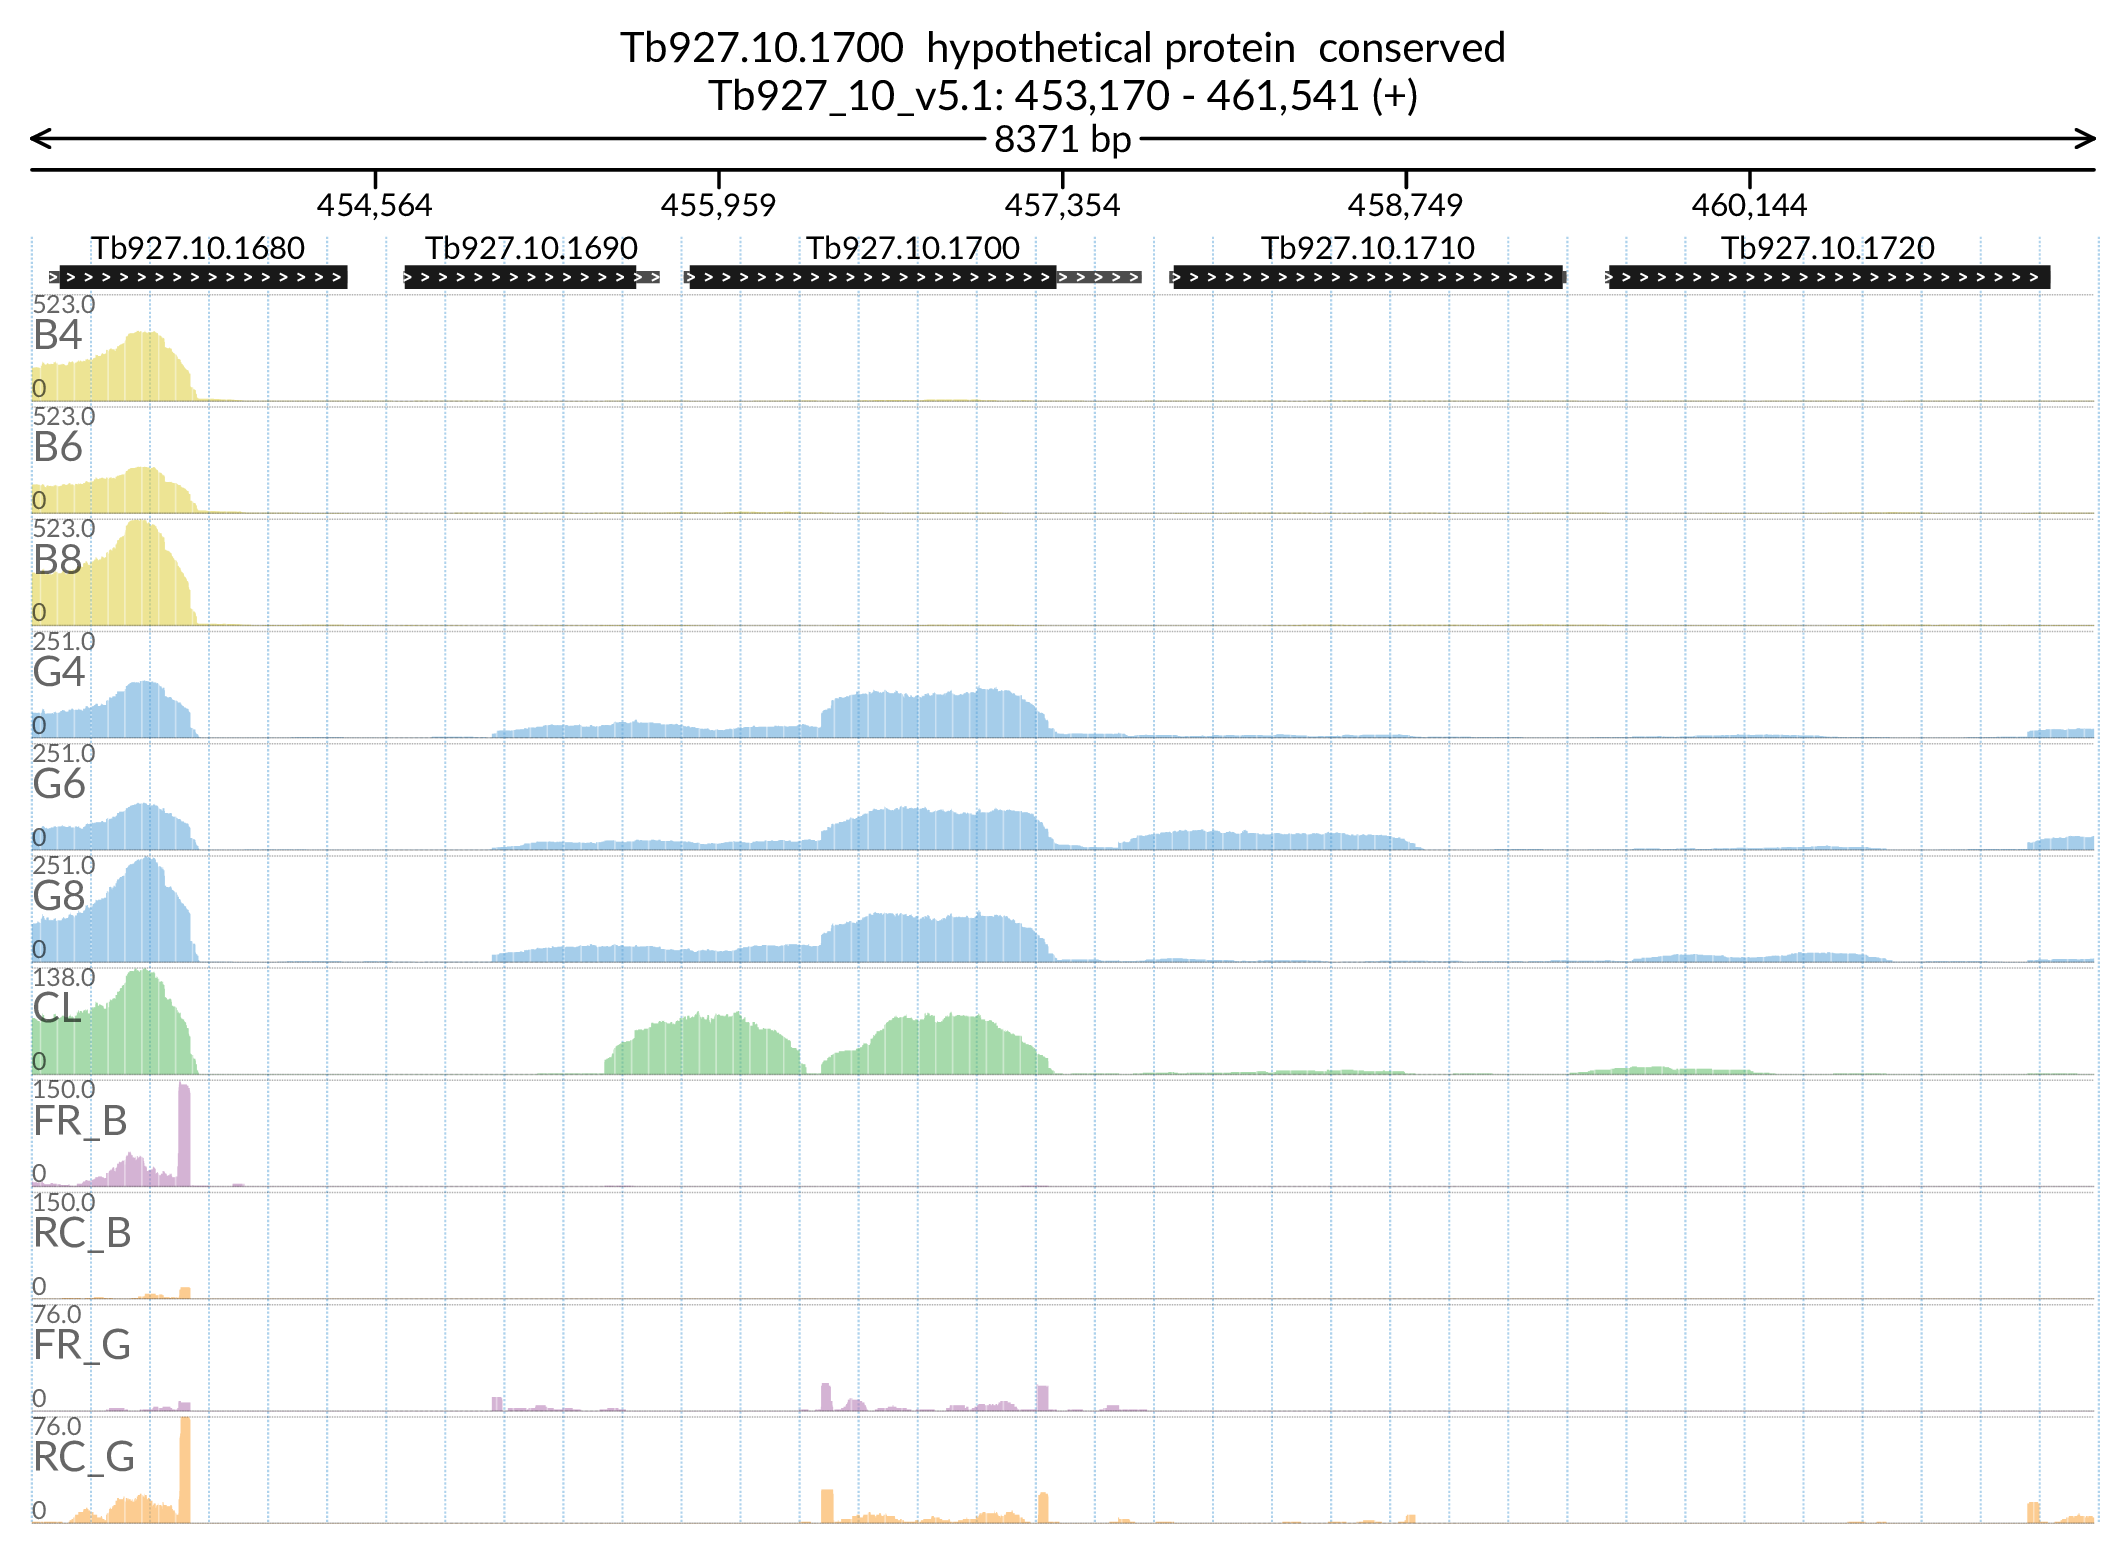 Tb927.10.1700 hypothetical protein conserved
Tb927_10_v5.1: 453,170 - 461,541 (+)
8371 bp
454,564 455,959 457,354 458,749 460,144
Tb927.10.1680 Tb927.10.1690 Tb927.10.1700 Tb927.10.1710 Tb927.10.1720
523.0
B4
0
523.0
B6
0
523.0
B8
0
251.0
G4
0
251.0
G6
0
251.0
G8
0
138.0
CL
0
150.0
FR_B
0
150.0
RC_B
0
76.0
FR_G
0
76.0
RC_G
0